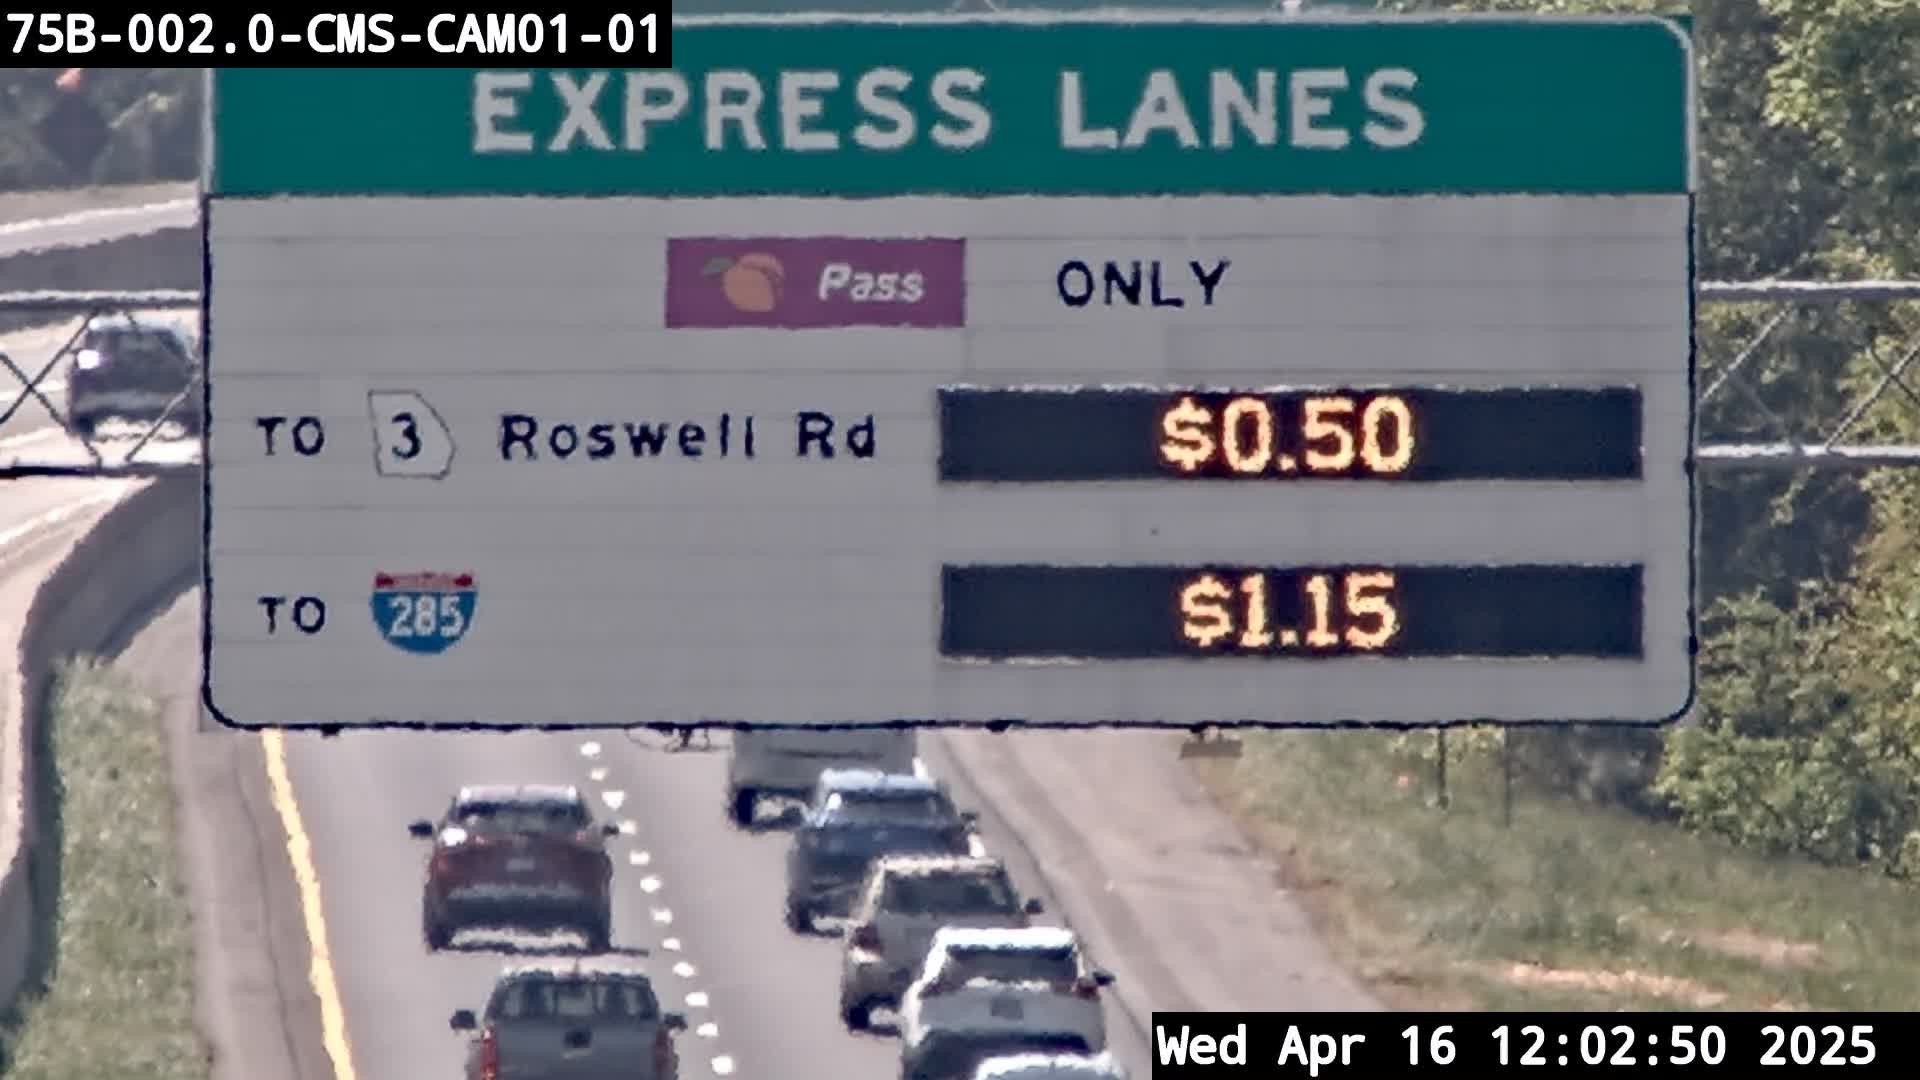 75B-002.0-CMS-CAM01-01
EXPRESS LANES
Pass ONLY
TO 3 Roswell Rd $0.50
TO 285 $1.15
Wed Apr 16 12:02:50 2025